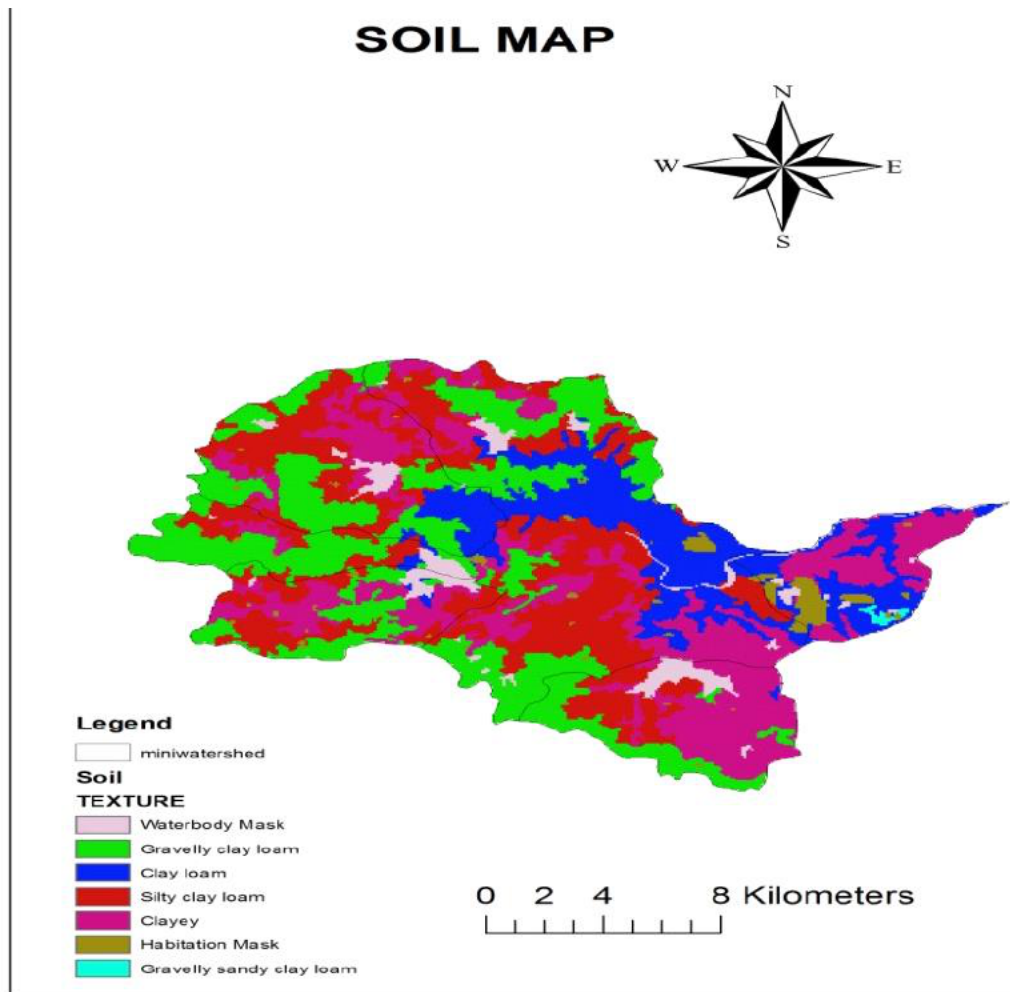 SOIL MAP
N
W E
S
Legend
miniwatershed
Soil
TEXTURE
Waterbody Mask
Gravelly clay loam
Clay loam
Silty clay loam
Clayey
Habitation Mask
Gravelly sandy clay loam
0 2 4 8 Kilometers